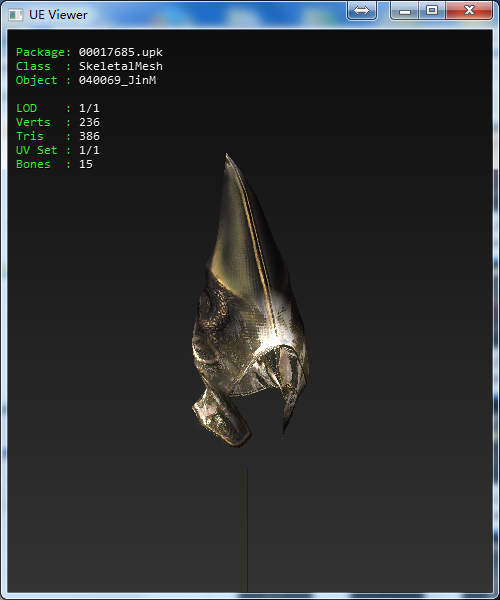 UE Viewer
Package: 00017685.upk
Class : SkeletalMesh
Object : 040069_JinM
LOD : 1/1
Verts : 236
Tris : 386
UV Set : 1/1
Bones : 15